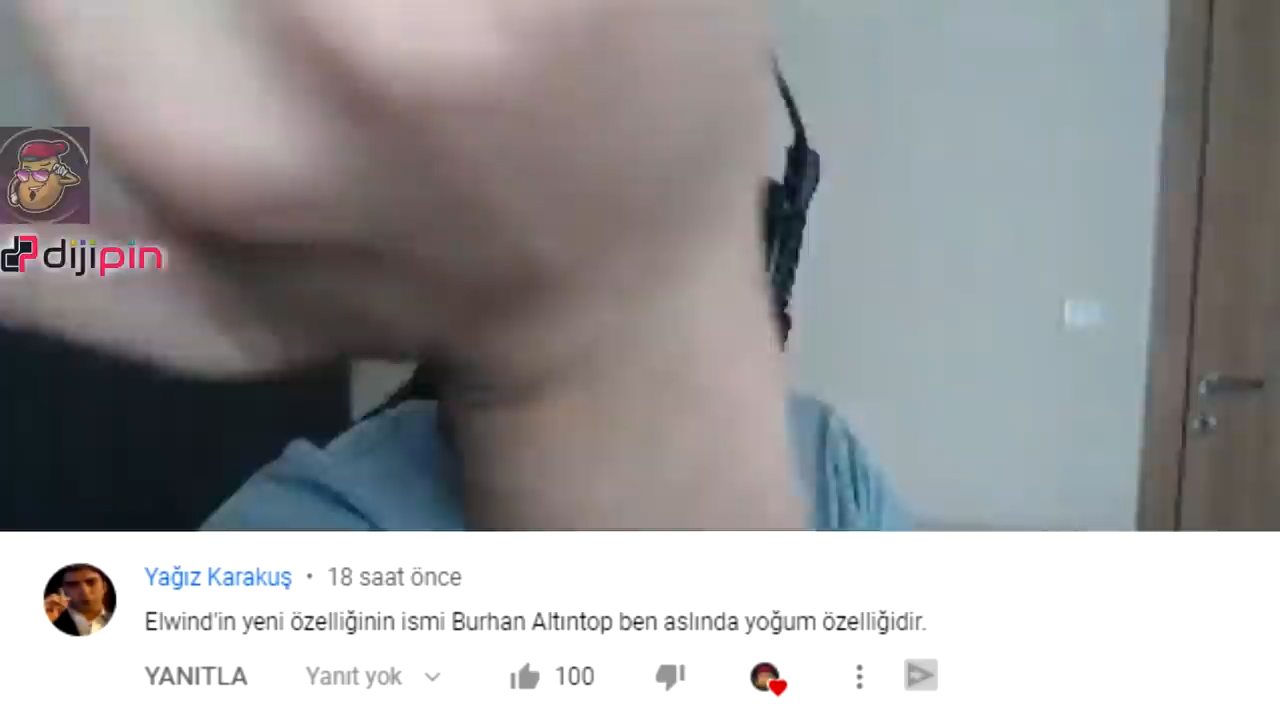 dijipin
Yağız Karakuş • 18 saat önce
Elwind'in yeni özelliğinin ismi Burhan Altıntop ben aslında yoğum özelliğidir.
YANITLA Yanıt yok 100